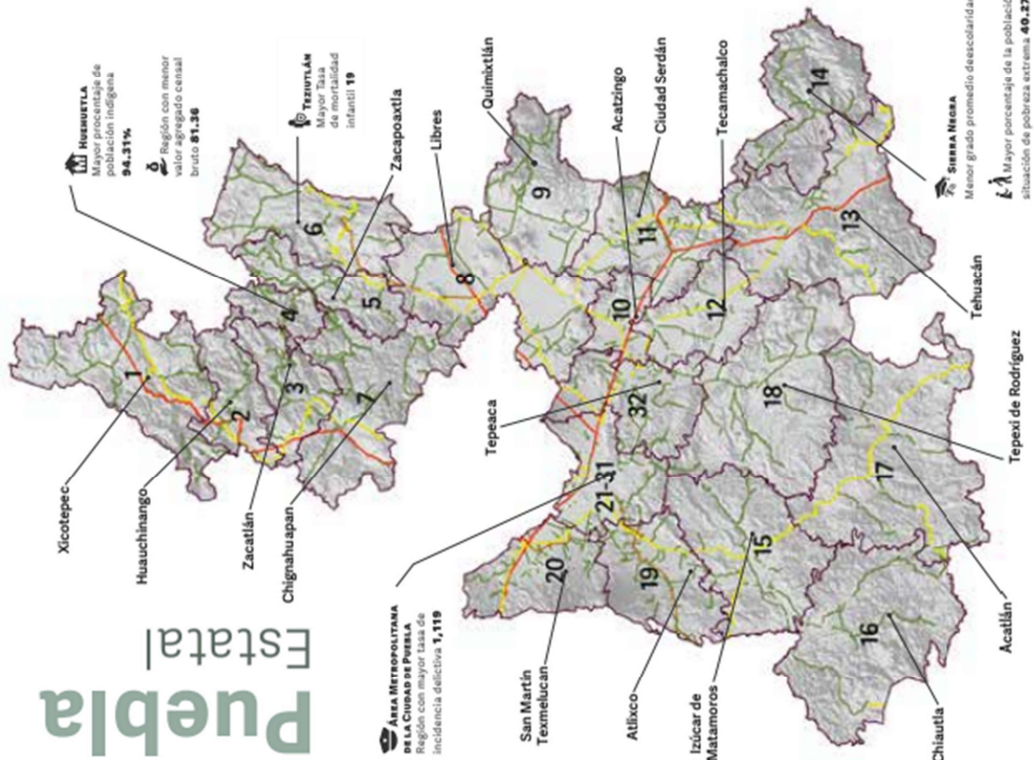 Puebla
Estatal
HUEHUETLA
Mayor procentaje de
población indígena
94.31%
Región con menor
valor agregado censal
bruto 81.36
TEZIUTLÁN
Mayor Tasa
de mortalidad
infantil 19
Zacapoaxtla
Libres
Quimixtlán
Acatzingo
Ciudad Serdán
Tecamachalco
Xicotepec
Huauchinango
Zacatlán
Chignahuapan
Tepeaca
ÁREA METROPOLITANA
DE LA CIUDAD DE PUEBLA
Región con mayor tasa de
incidencia delictiva 1,119
San Martín
Texmelucan
Atlixco
Izúcar de
Matamoros
Chiautla
Acatlán
Tepexi de Rodríguez
Tehuacán
SIERRA NEGRA
Menor grado promedio deescolaridad
Mayor porcentaje de la població
situación de pobreza extrema 40.27
1
2
3
4
5
6
7
8
9
10
11
12
13
14
15
16
17
18
19
20
21-31
32